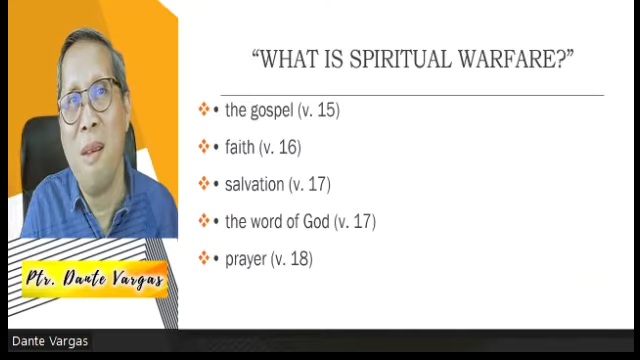 “WHAT IS SPIRITUAL WARFARE?”
• the gospel (v. 15)
• faith (v. 16)
• salvation (v. 17)
• the word of God (v. 17)
• prayer (v. 18)
Ptr. Dante Vargas
Dante Vargas